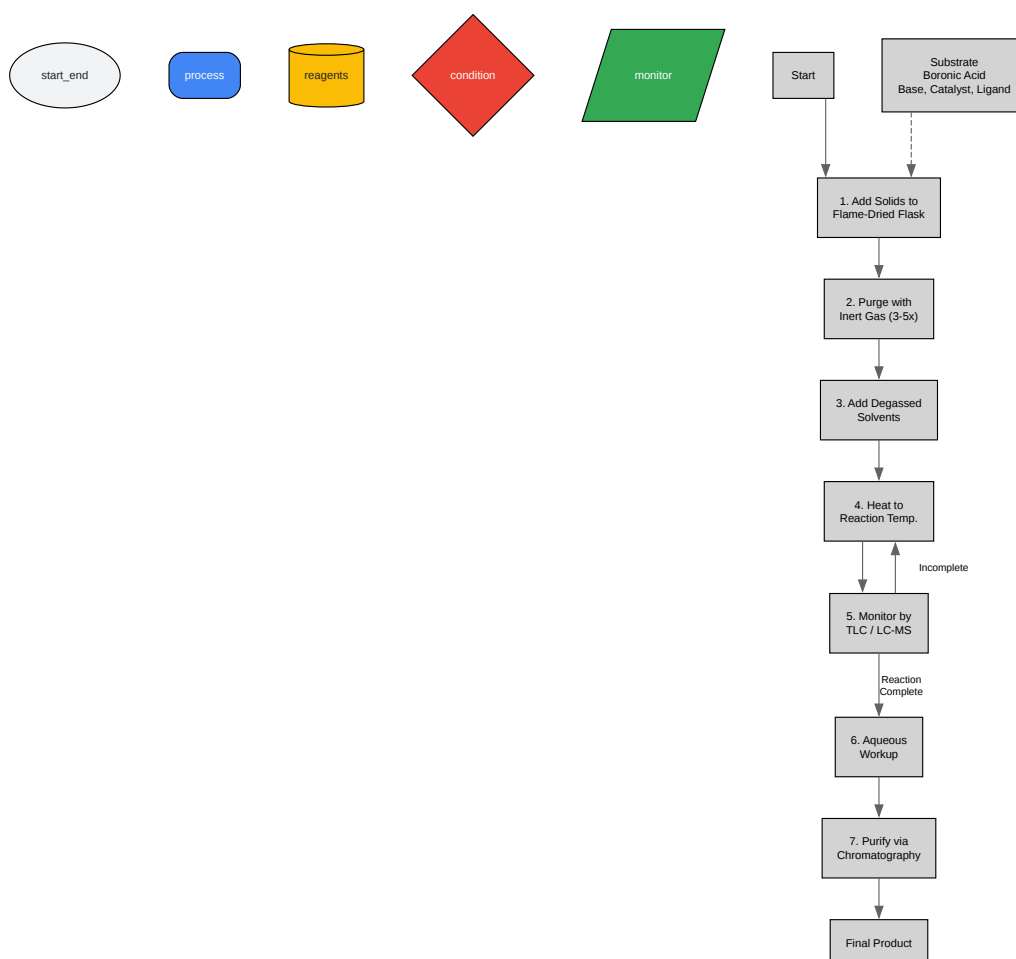 start_end
process
reagents
condition
monitor
Start
Substrate
Boronic Acid
Base, Catalyst, Ligand
1. Add Solids to
Flame-Dried Flask
2. Purge with
Inert Gas (3-5x)
3. Add Degassed
Solvents
4. Heat to
Reaction Temp.
Incomplete
5. Monitor by
TLC / LC-MS
Reaction
Complete
6. Aqueous
Workup
7. Purify via
Chromatography
Final Product